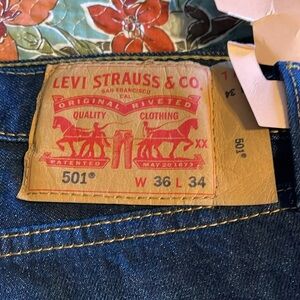 LEVI STRAUSS & CO.
SAN FRANCISCO
CAL
ORIGINAL RIVETED
QUALITY CLOTHING
XX
PATENTED MAY 20 1873
501® W 36 L 34
34
501®